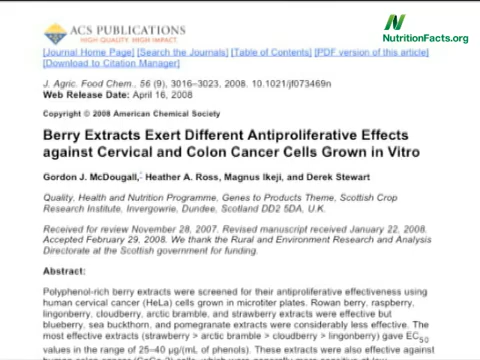 ACS PUBLICATIONS
HIGH QUALITY. HIGH IMPACT.
NutritionFacts.org
[Journal Home Page] [Search the Journals] [Table of Contents] [PDF version of this article]
[Download to Citation Manager]
J. Agric. Food Chem., 56 (9), 3016–3023, 2008. 10.1021/jf073469n
Web Release Date: April 16, 2008
Copyright © 2008 American Chemical Society
Berry Extracts Exert Different Antiproliferative Effects
against Cervical and Colon Cancer Cells Grown in Vitro
Gordon J. McDougall,* Heather A. Ross, Magnus Ikeji, and Derek Stewart
Quality, Health and Nutrition Programme, Genes to Products Theme, Scottish Crop
Research Institute, Invergowrie, Dundee, Scotland DD2 5DA, U.K.
Received for review November 28, 2007. Revised manuscript received January 22, 2008.
Accepted February 29, 2008. We thank the Rural and Environment Research and Analysis
Directorate at the Scottish government for funding.
Abstract:
Polyphenol-rich berry extracts were screened for their antiproliferative effectiveness using
human cervical cancer (HeLa) cells grown in microtiter plates. Rowan berry, raspberry,
lingonberry, cloudberry, arctic bramble, and strawberry extracts were effective but
blueberry, sea buckthorn, and pomegranate extracts were considerably less effective. The
most effective extracts (strawberry > arctic bramble > cloudberry > lingonberry) gave EC50
values in the range of 25–40 μg/(mL of phenols). These extracts were also effective against